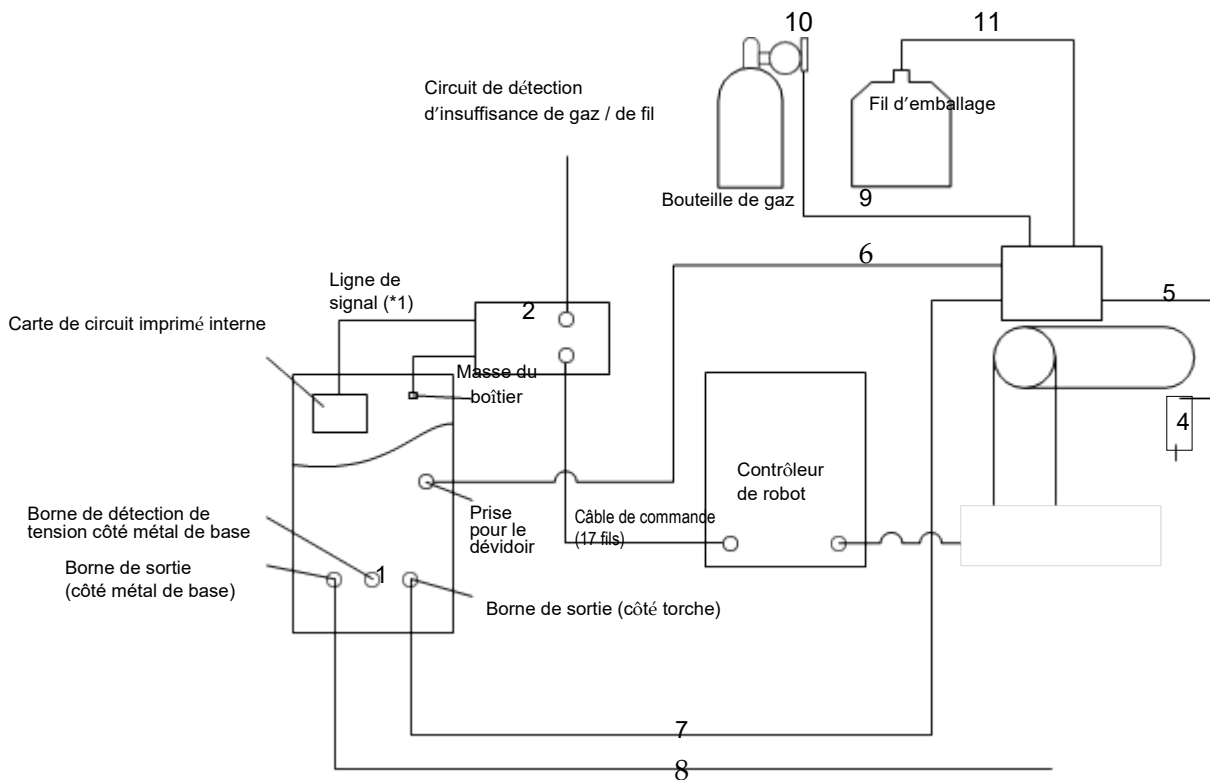 10
11
Circuit de détection
d'insuffisance de gaz / de fil
Fil d'emballage
Bouteille de gaz
9
6
Ligne de
signal (*1)
2
5
Carte de circuit imprimé interne
Masse du
boîtier
4
Contrôleur
de robot
Prise
pour le
dévidoir
Câble de commande
(17 fils)
Borne de détection de
tension côté métal de base
Borne de sortie
(côté métal de base)
1
Borne de sortie (côté torche)
7
8